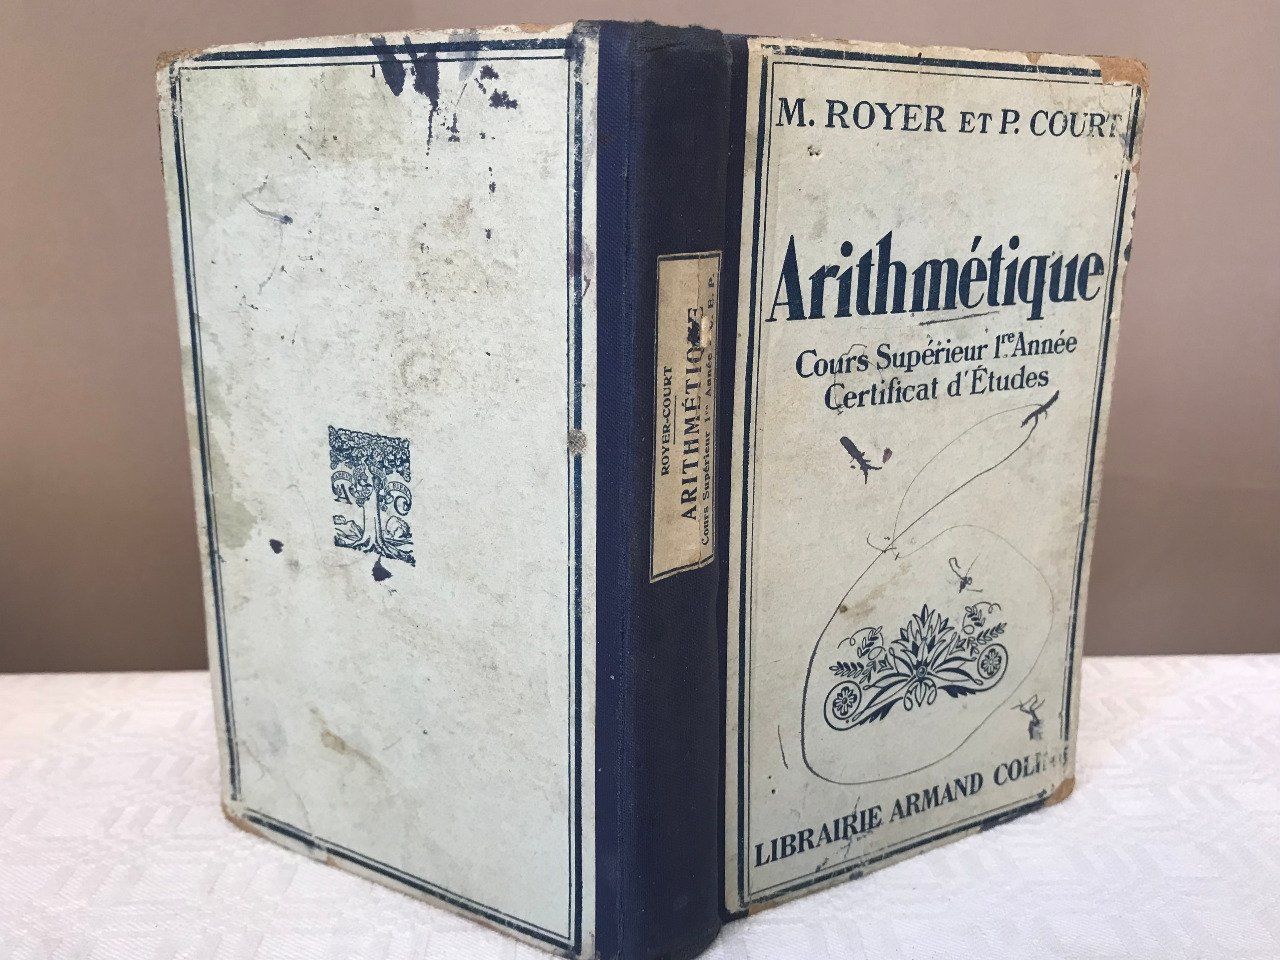 M. ROYER ET P. COURT
Arithmétique
Cours Supérieur 1re Année
Certificat d'Études
LIBRAIRIE ARMAND COLIN
ROYER-COURT
ARITHMÉTIQUE
Cours Supérieur 1re Année E. P.
A C